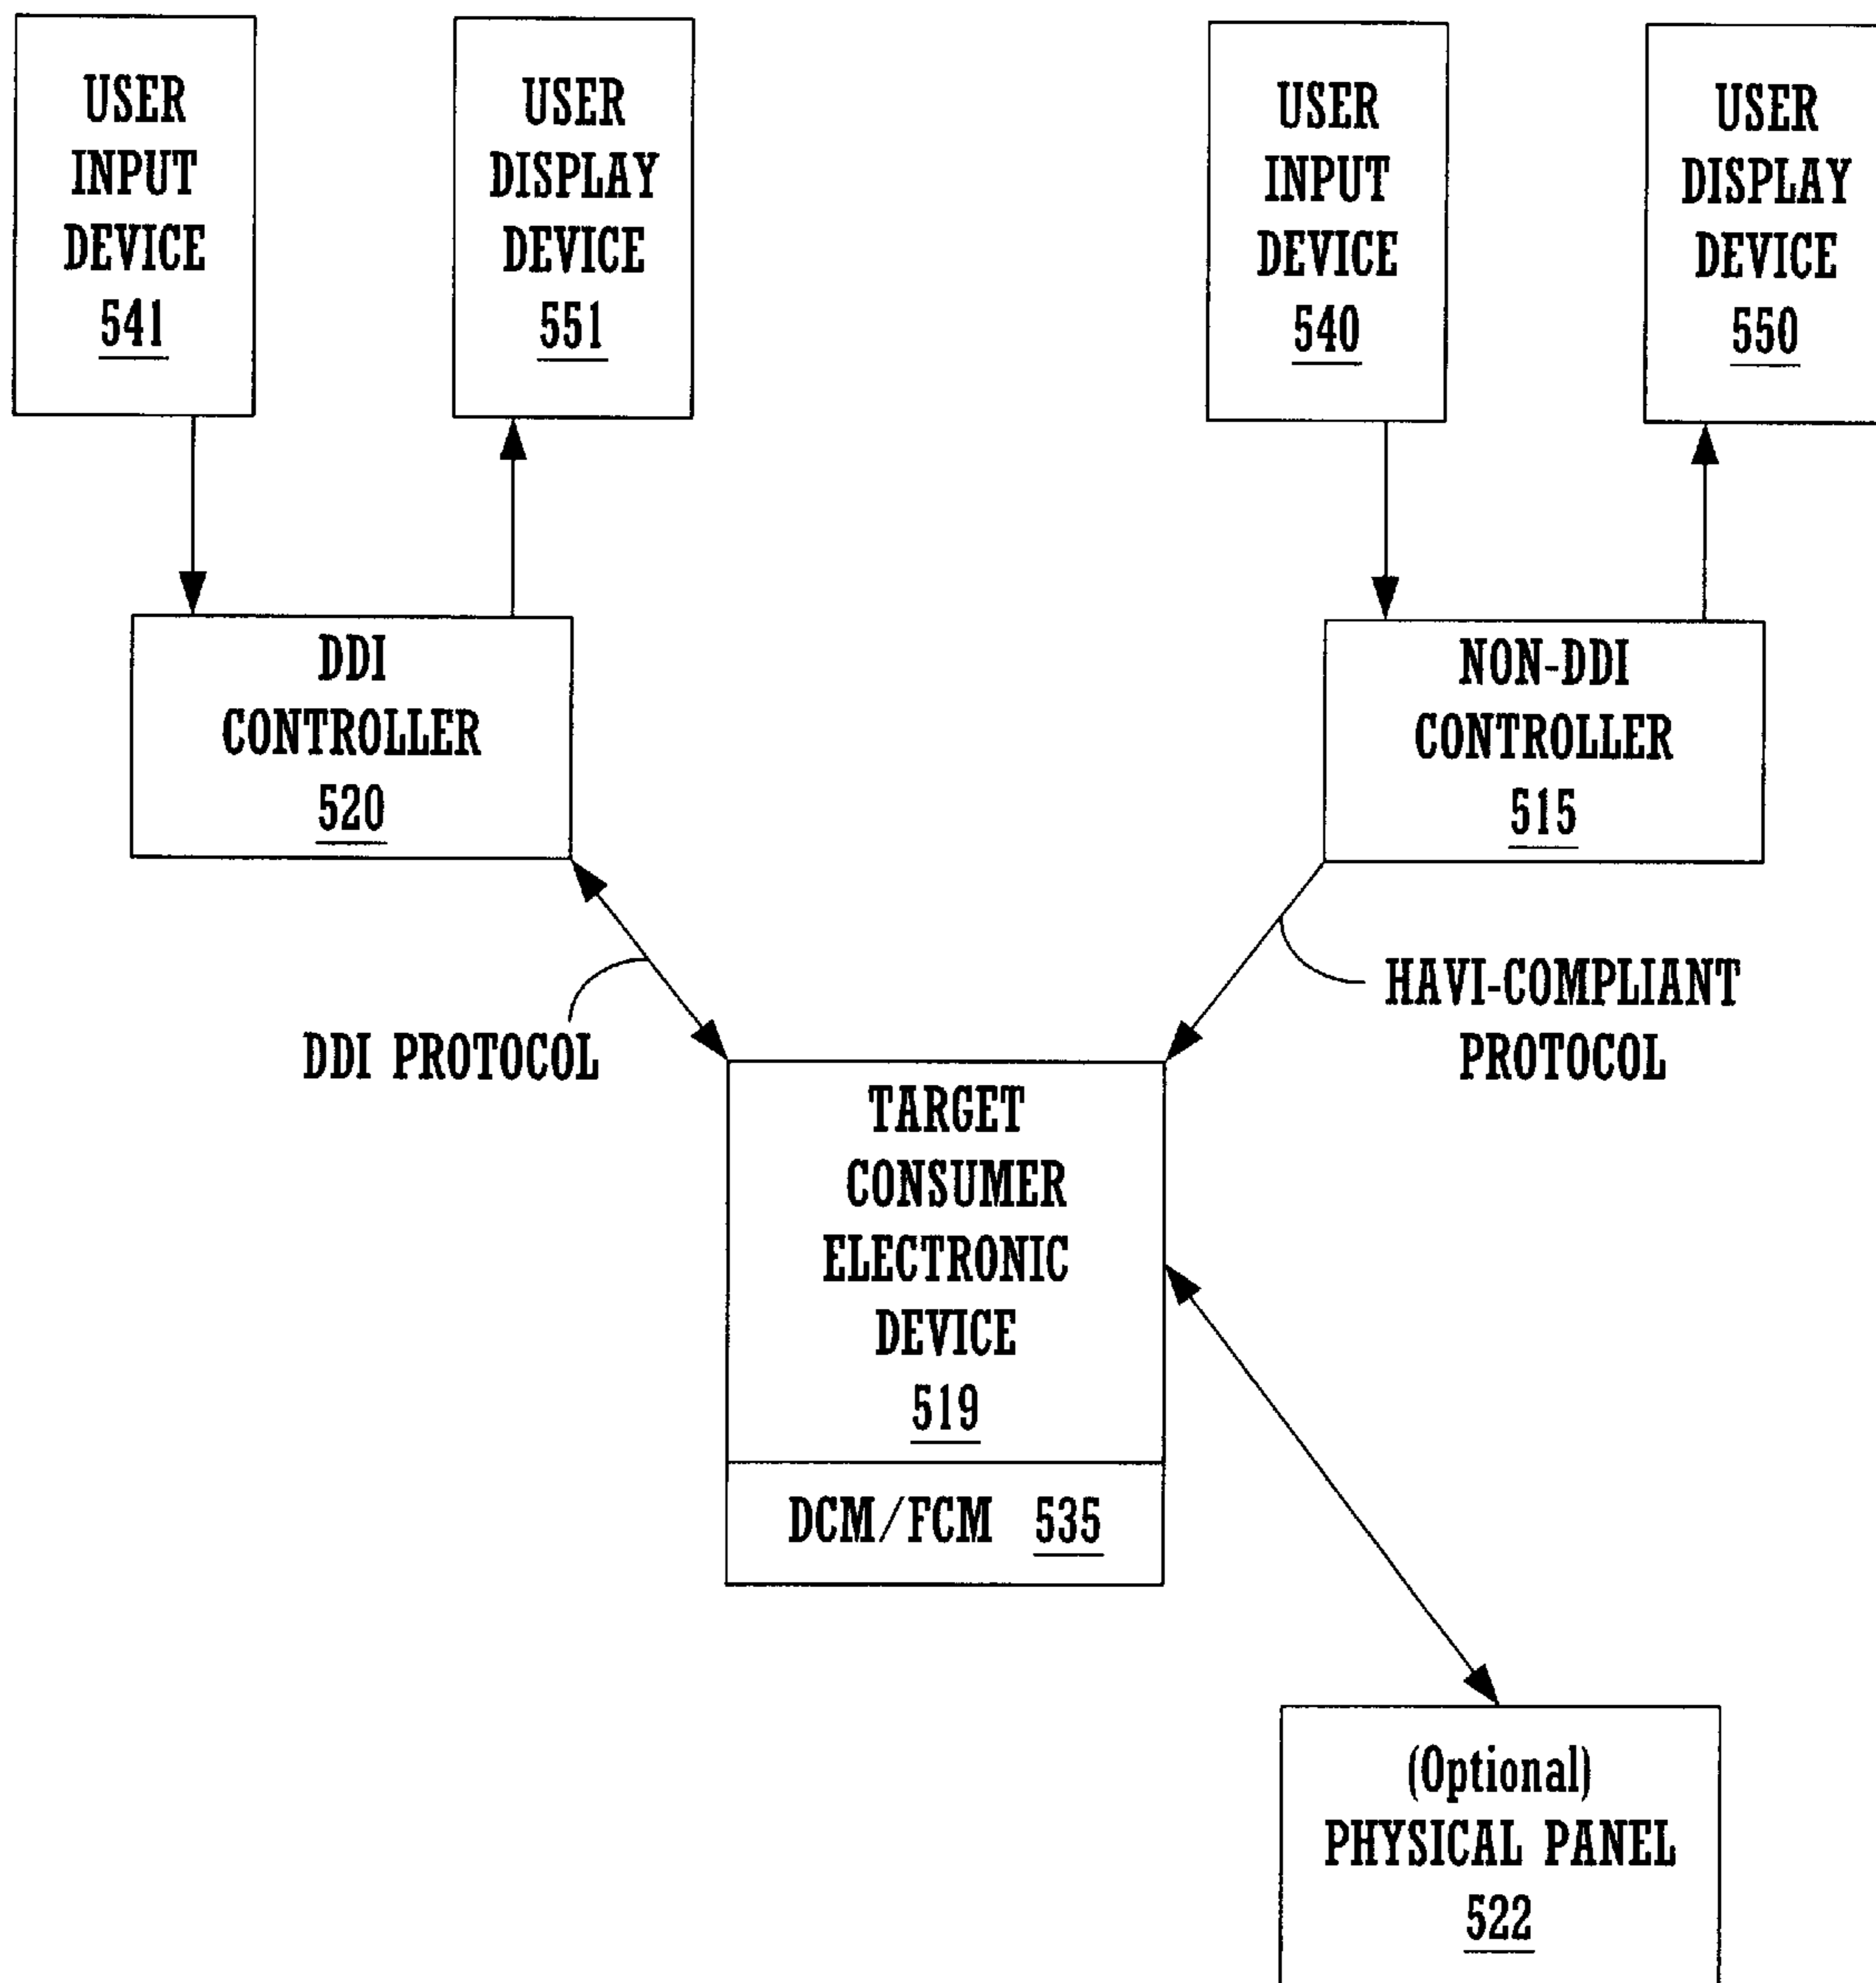 USER
INPUT
DEVICE
541
USER
DISPLAY
DEVICE
551
USER
INPUT
DEVICE
540
USER
DISPLAY
DEVICE
550
DDI
CONTROLLER
520
NON-DDI
CONTROLLER
515
DDI PROTOCOL
HAVI-COMPLIANT
PROTOCOL
TARGET
CONSUMER
ELECTRONIC
DEVICE
519
DCM/FCM 535
(Optional)
PHYSICAL PANEL
522